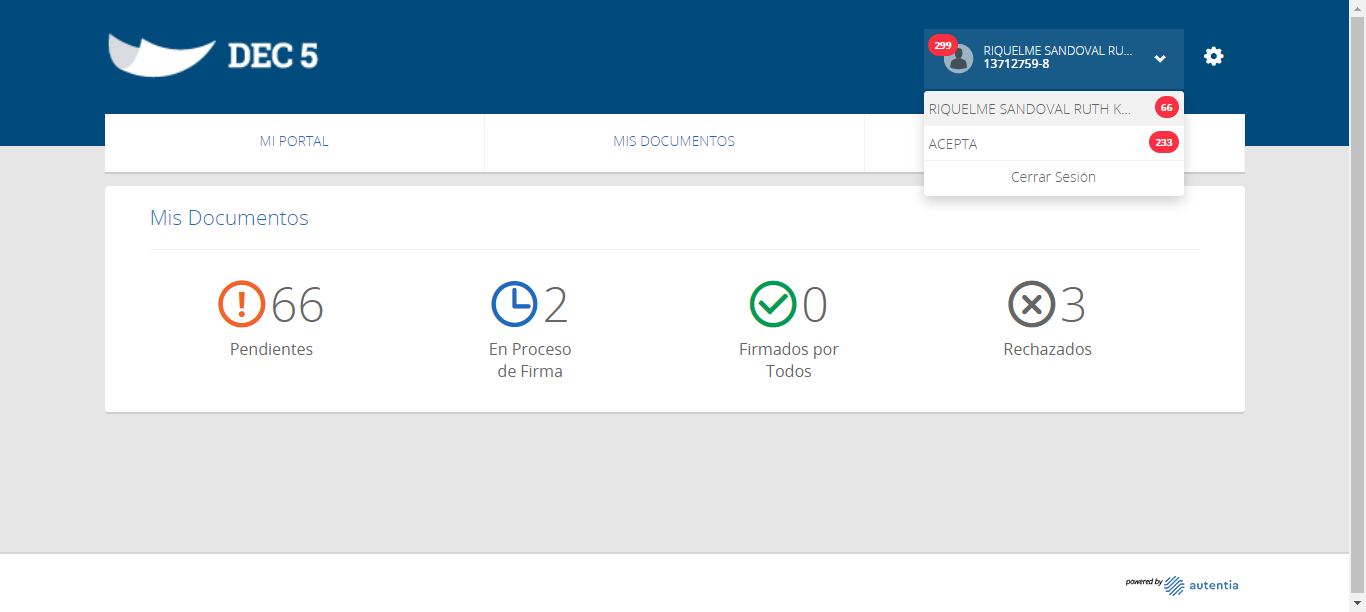 DEC 5
299
RIQUELME SANDOVAL RU...
13712759-8
RIQUELME SANDOVAL RUTH K...
66
ACEPTA
233
Cerrar Sesión
MI PORTAL
MIS DOCUMENTOS
Mis Documentos
66
Pendientes
2
En Proceso
de Firma
0
Firmados por
Todos
3
Rechazados
powered by
autentia